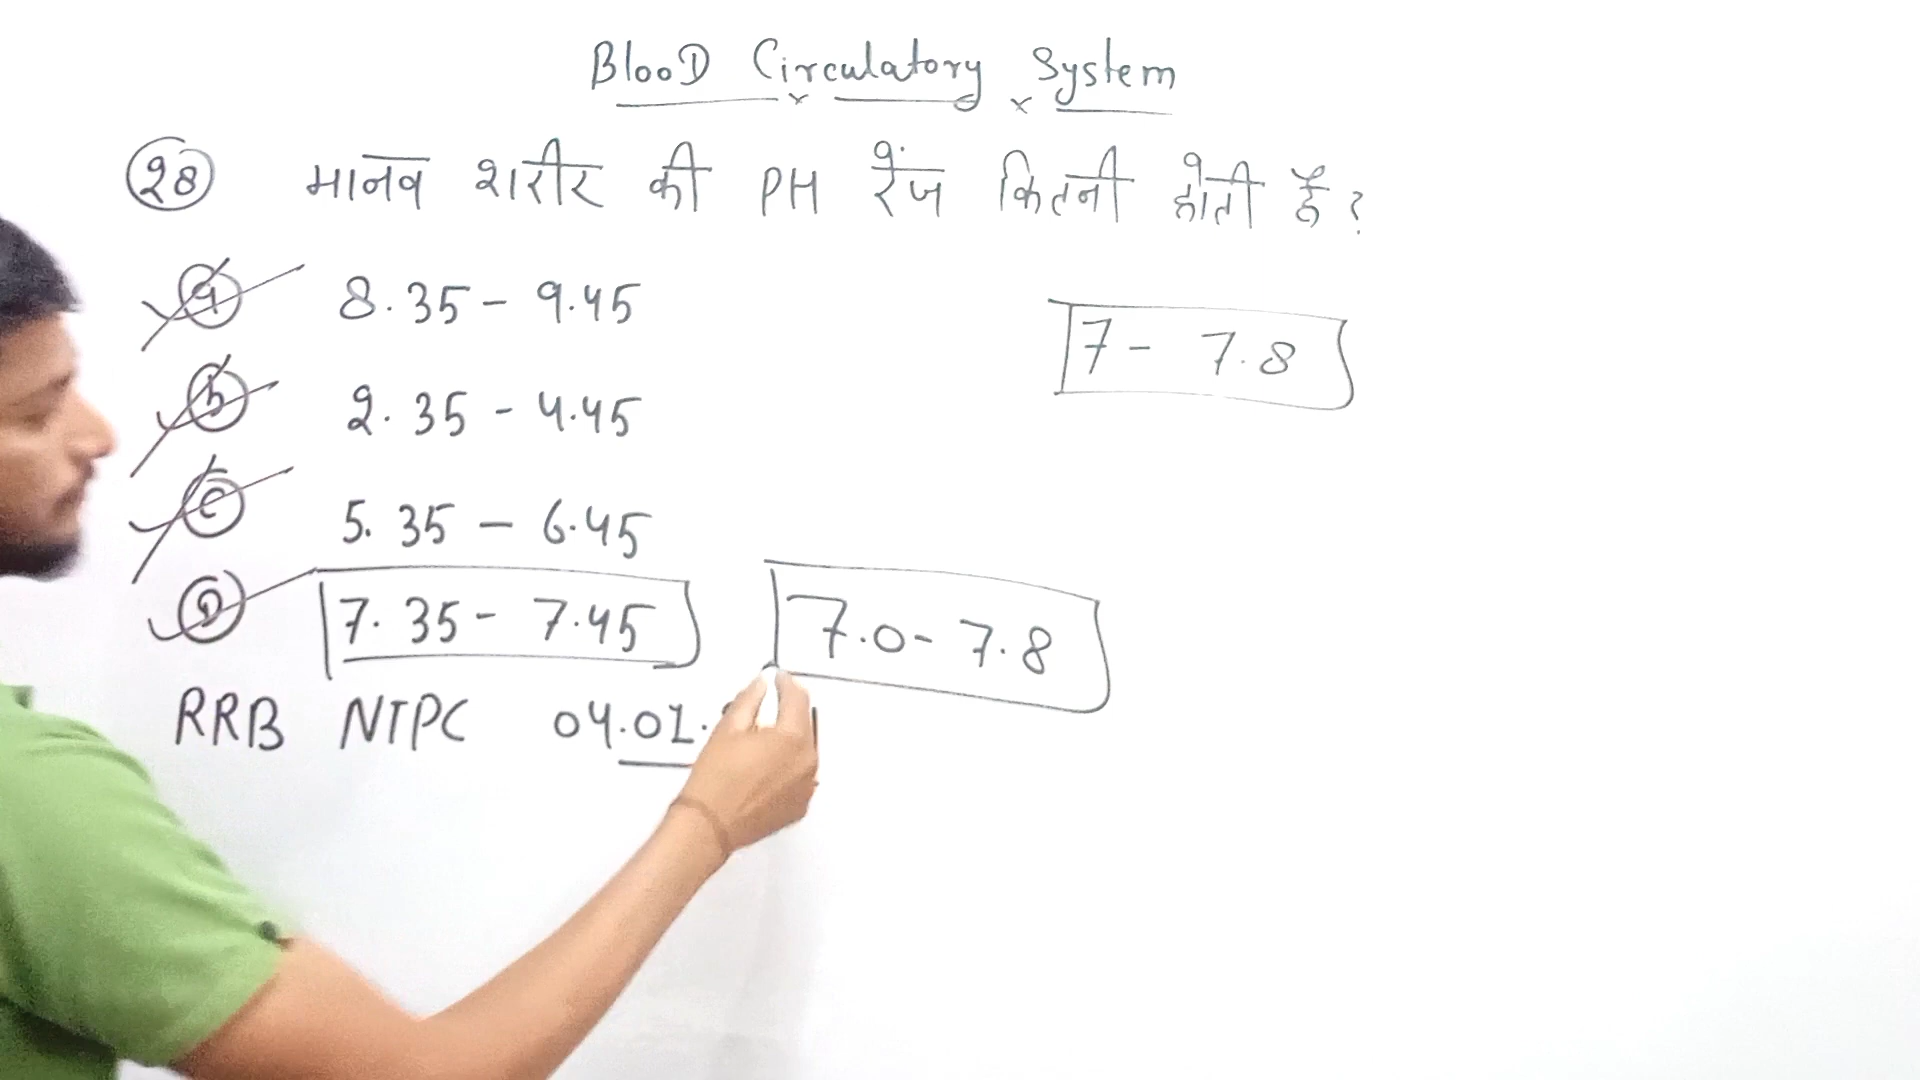 BlooD Circulatory System
28 मानव शरीर की PH रेंज कितनी होती है ?
a 8.35 - 9.45
7 - 7.8
b 2.35 - 4.45
c 5.35 - 6.45
D 7.35 - 7.45 7.0 - 7.8
RRB NTPC 04.01.